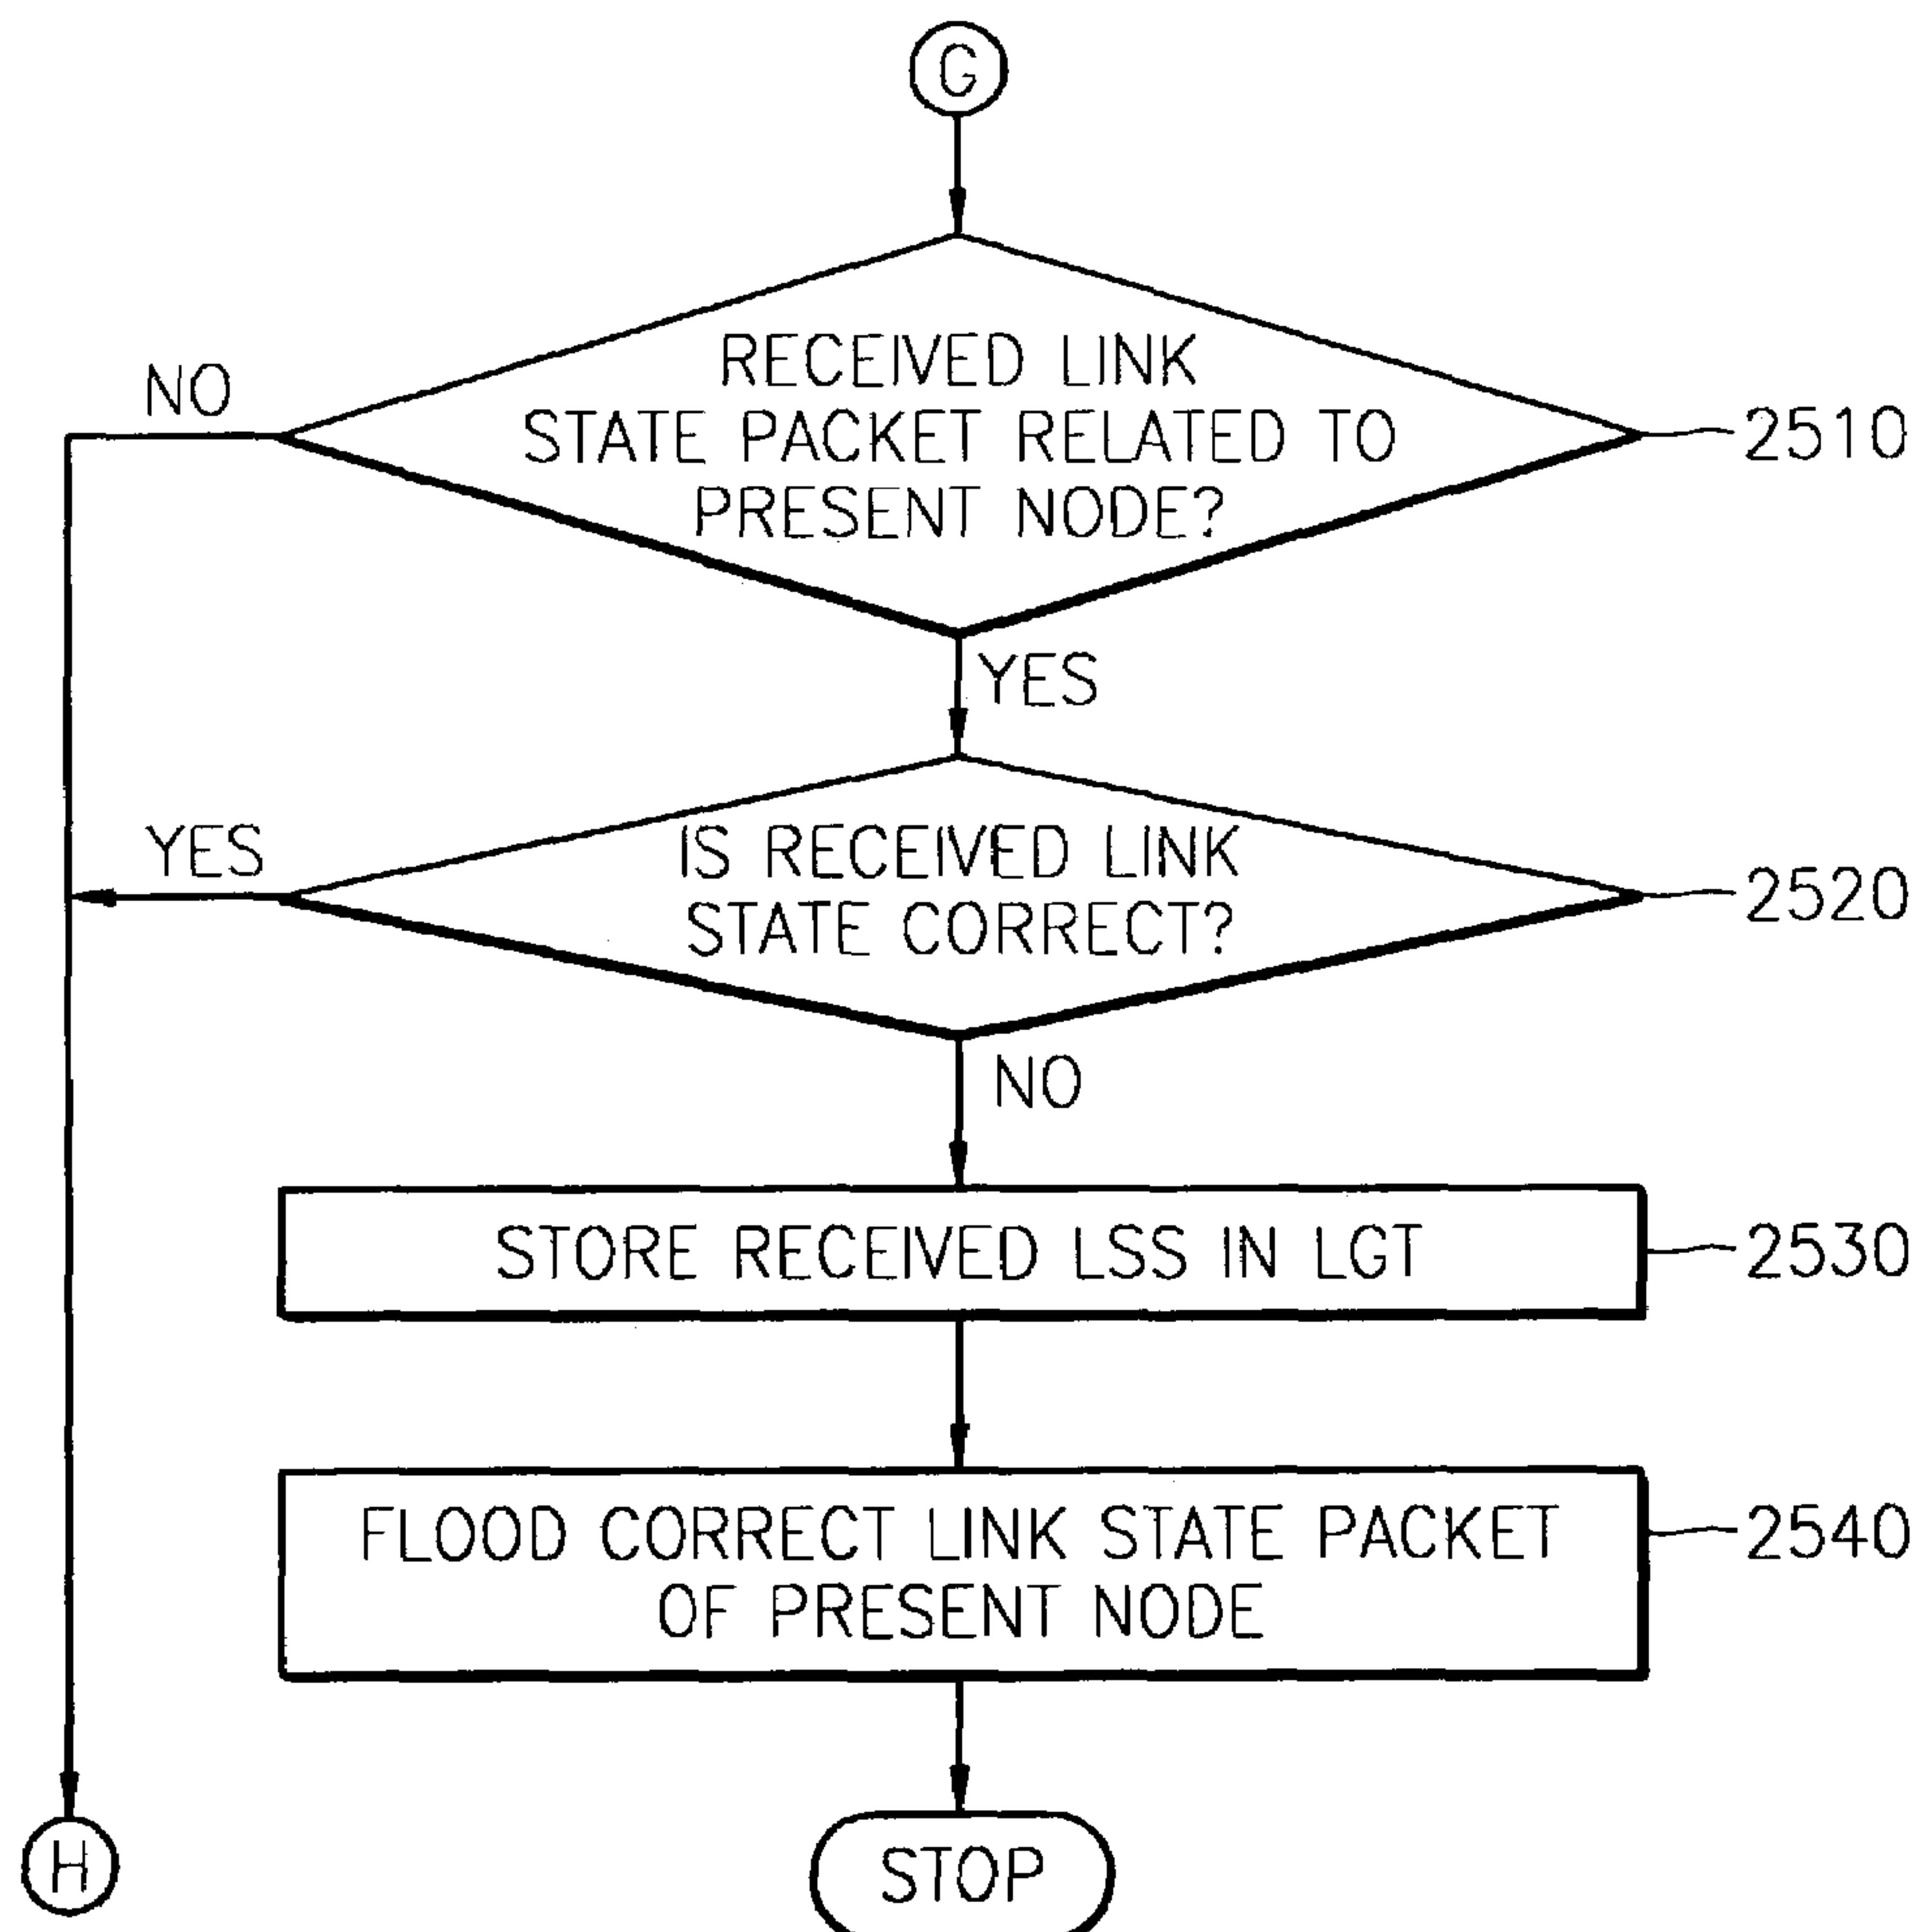 G
RECEIVED LINK
STATE PACKET RELATED TO
PRESENT NODE?
NO
2510
YES
IS RECEIVED LINK
STATE CORRECT?
YES
2520
NO
STORE RECEIVED LSS IN LGT
2530
FLOOD CORRECT LINK STATE PACKET
OF PRESENT NODE
2540
H
STOP